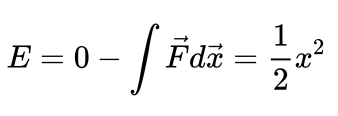 E = 0 − ∫ F⃗dx⃗ = ½x²